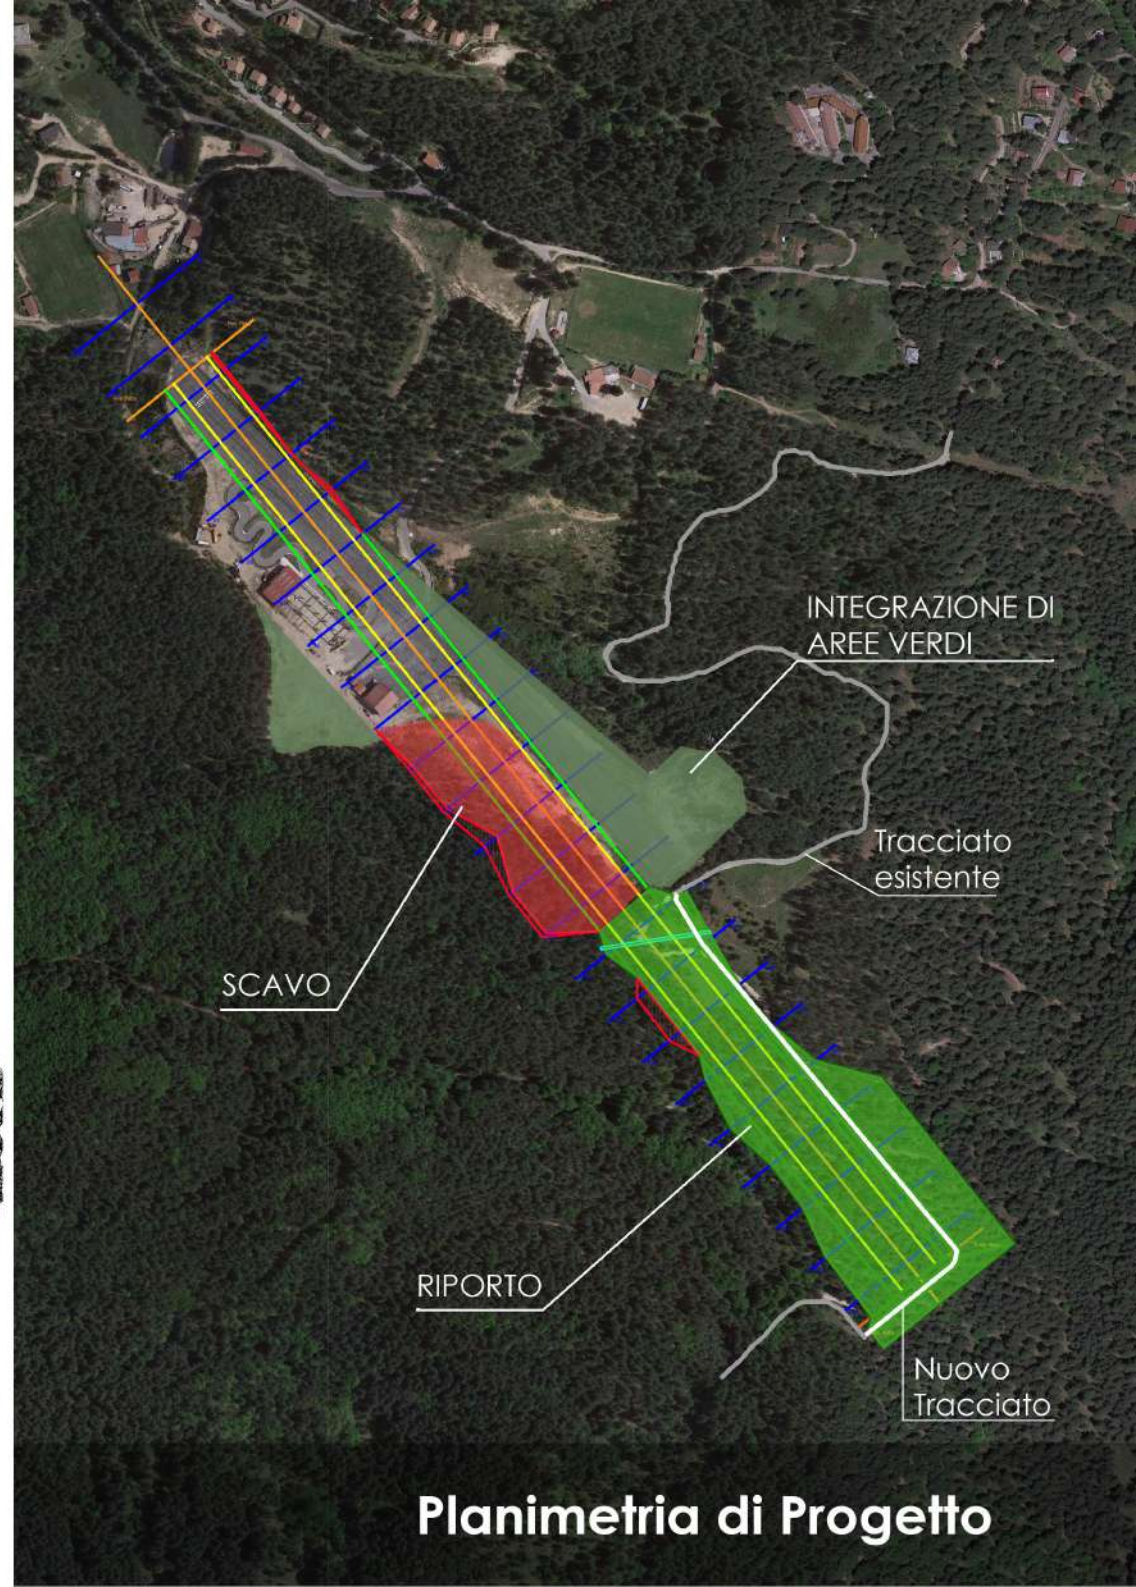 INTEGRAZIONE DI
AREE VERDI
Tracciato
esistente
SCAVO
RIPORTO
Nuovo
Tracciato
Planimetria di Progetto